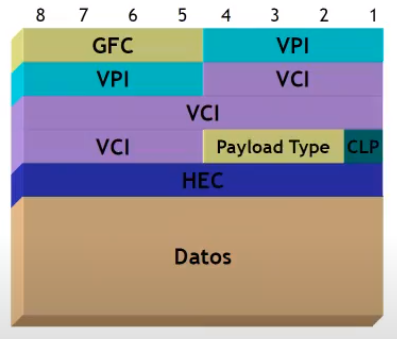 8 7 6 5 4 3 2 1
GFC VPI
VPI VCI
VCI
VCI Payload Type CLP
HEC
Datos